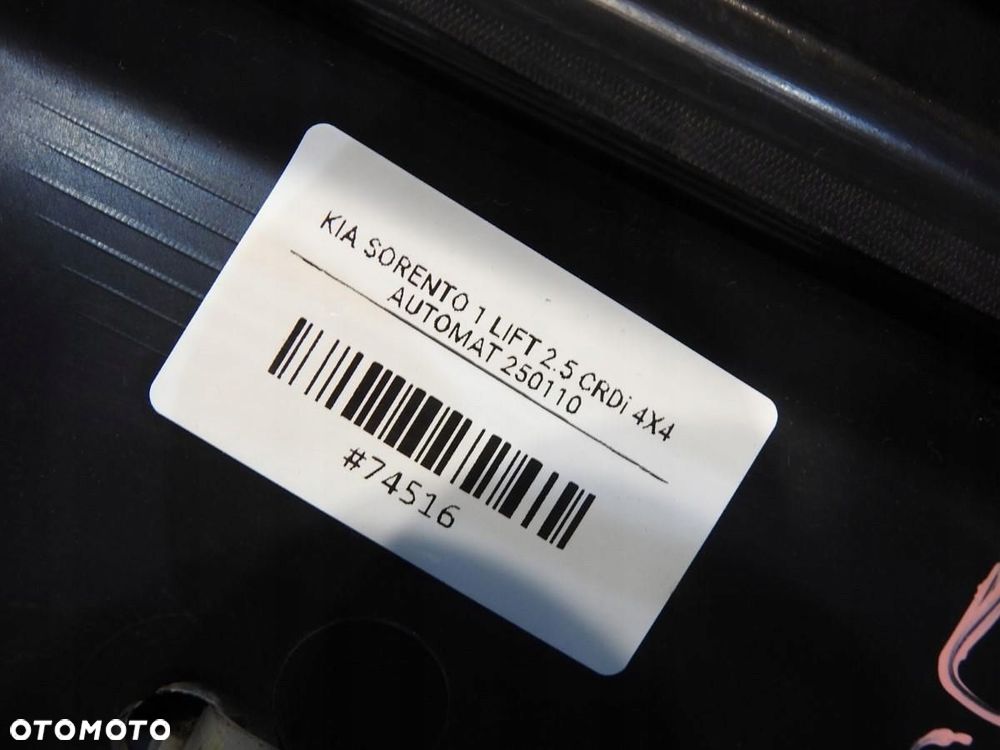 KIA SORENTO 1 LIFT 2.5 CRDi 4X4
AUTOMAT 250110
#74516
OTOMOTO